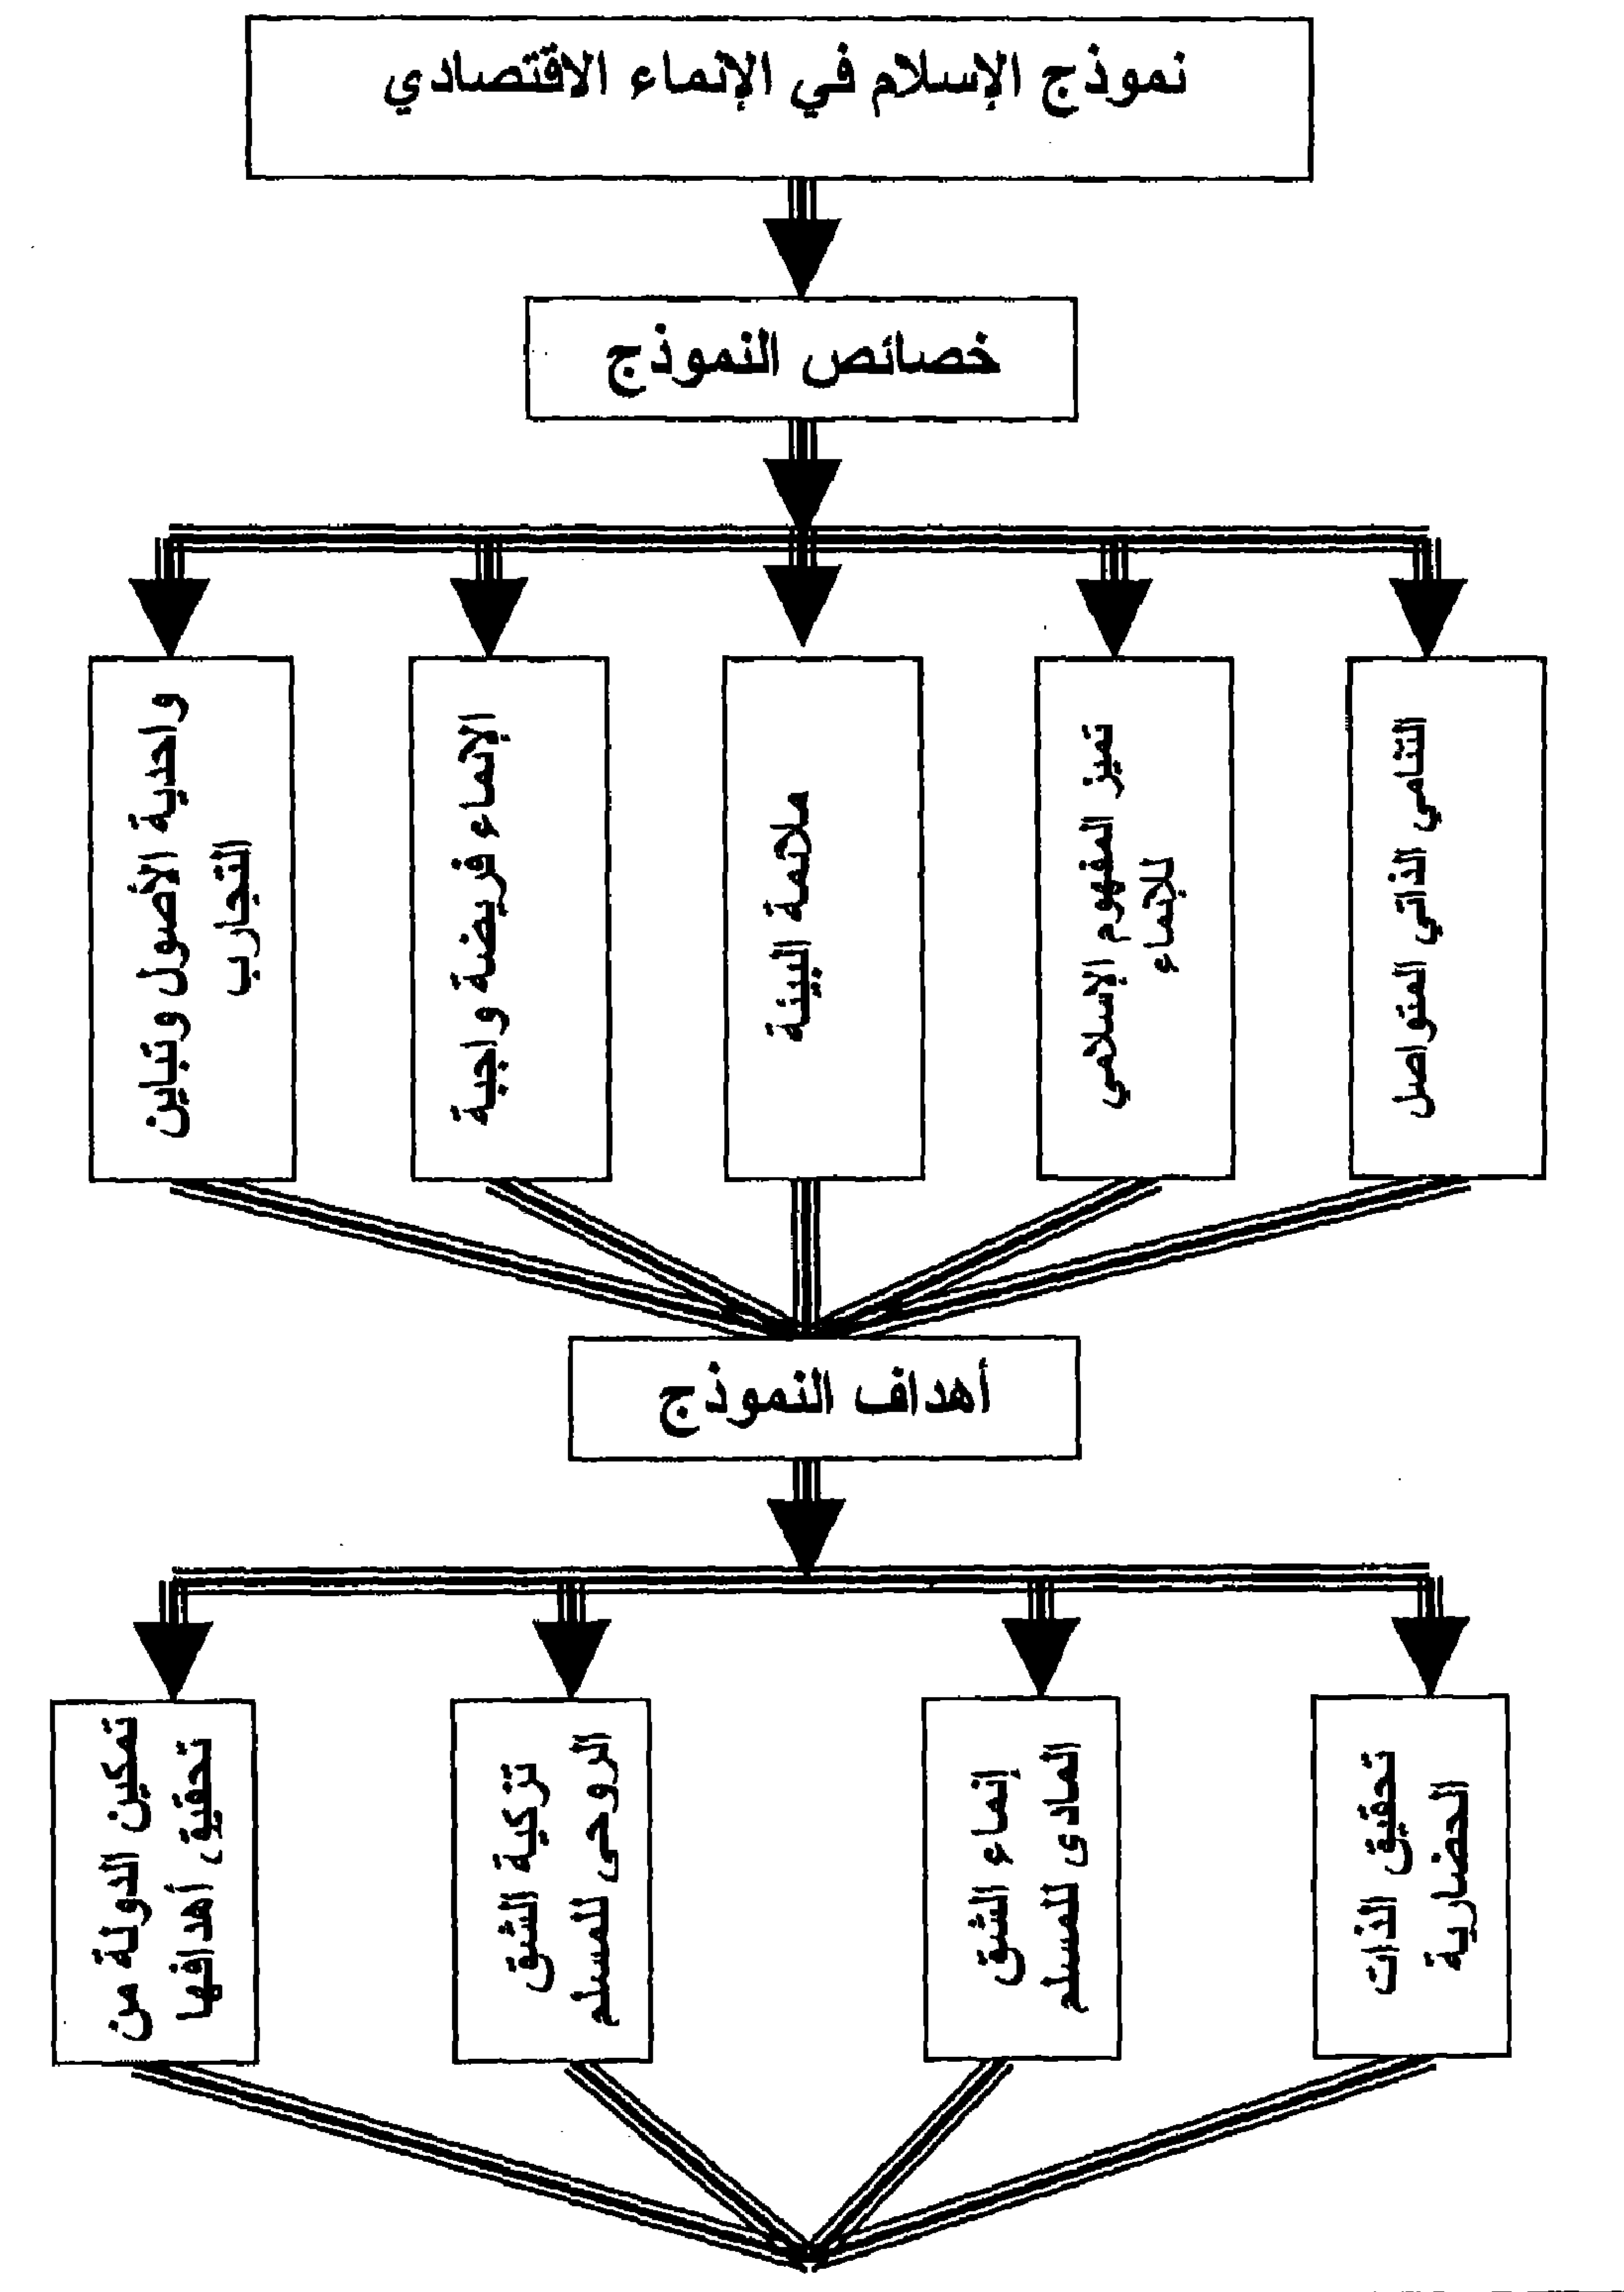 نموذج الإسلام في الإنماء الاقتصادي
خصائص النموذج
التنامي الذاتي المتواصل
تميز المفهوم الإسلامي
للإنماء
ملائمة البيئة
الإنماء فريضة واجبة
واحدية الأصول وتباين
التجارب
أهداف النموذج
تحقيق الذات
الحضارية
إنماء الشق
المادى للمسلم
تزكية الشق
الروحى للمسلم
تمكين الدولة من
تحقيق أهدافها